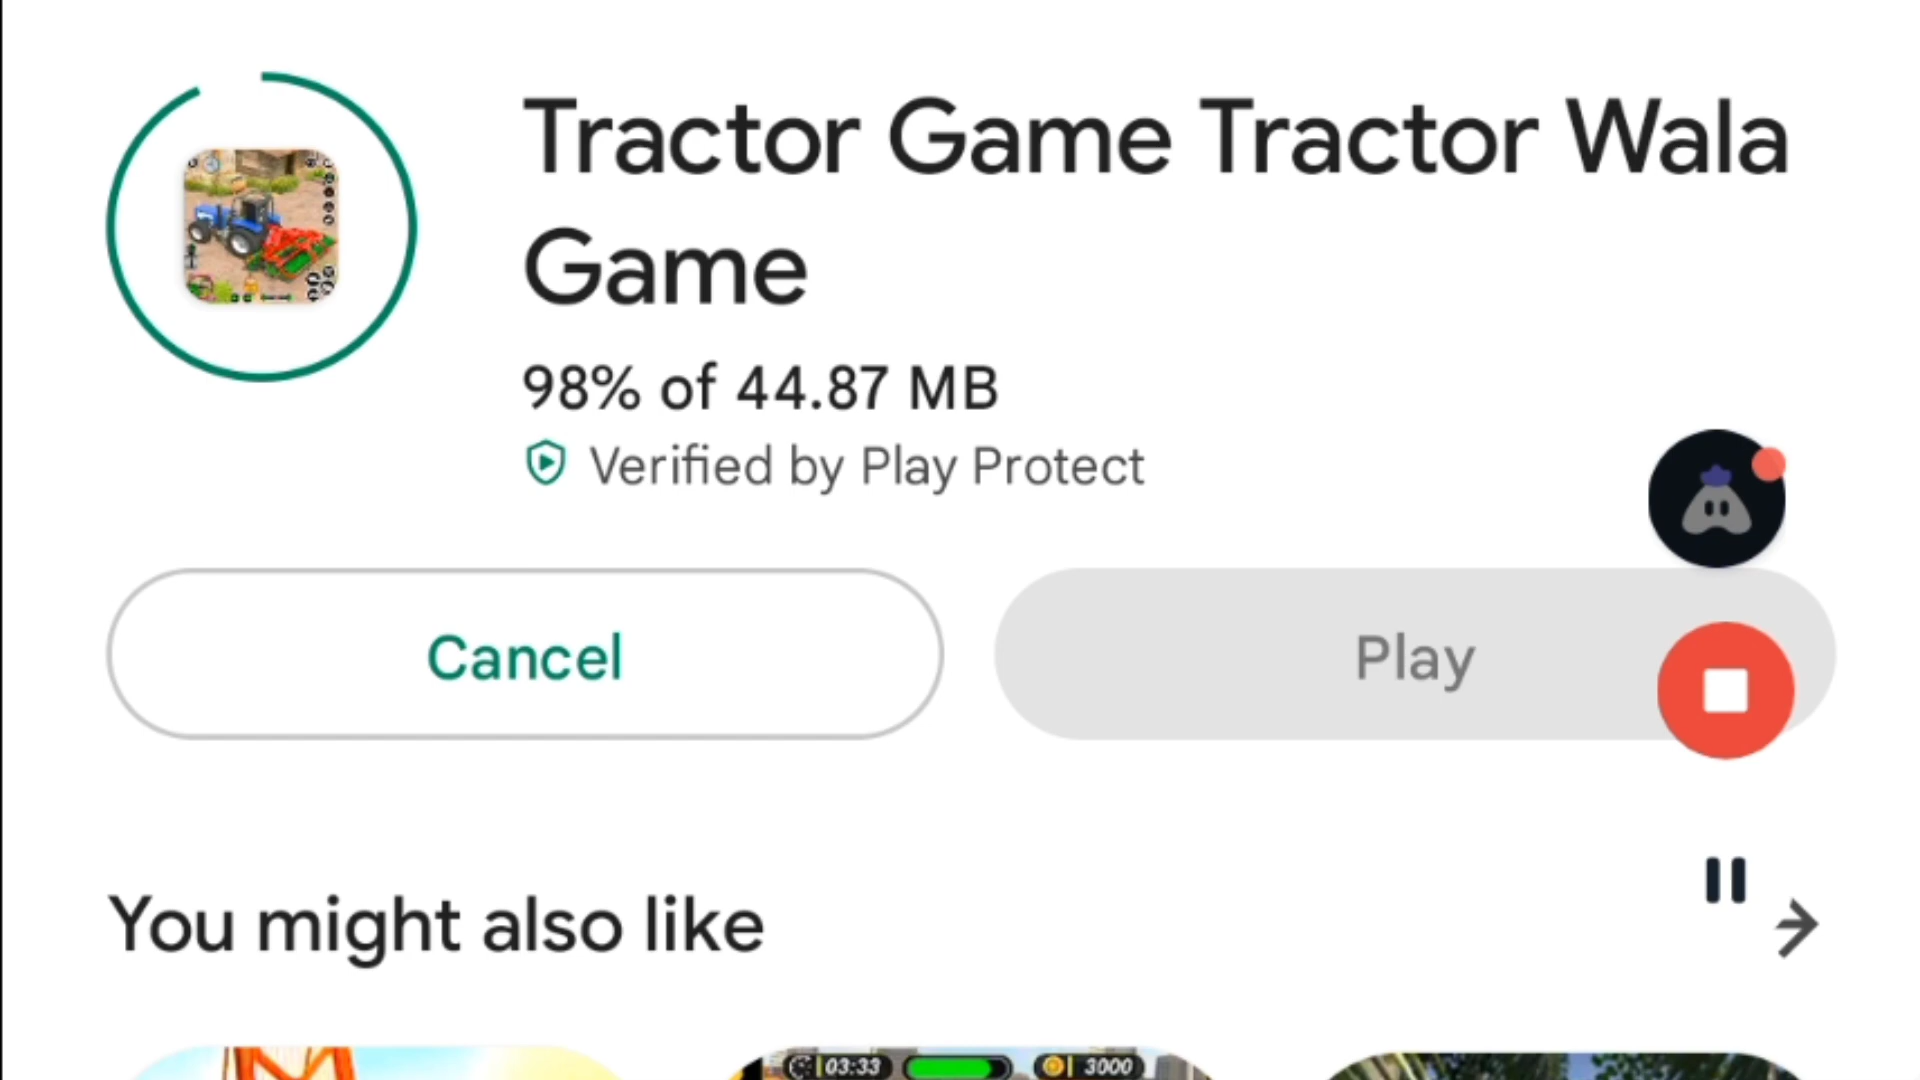 Tractor Game Tractor Wala
Game
98% of 44.87 MB
Verified by Play Protect
Cancel
Play
You might also like
03:33
3000